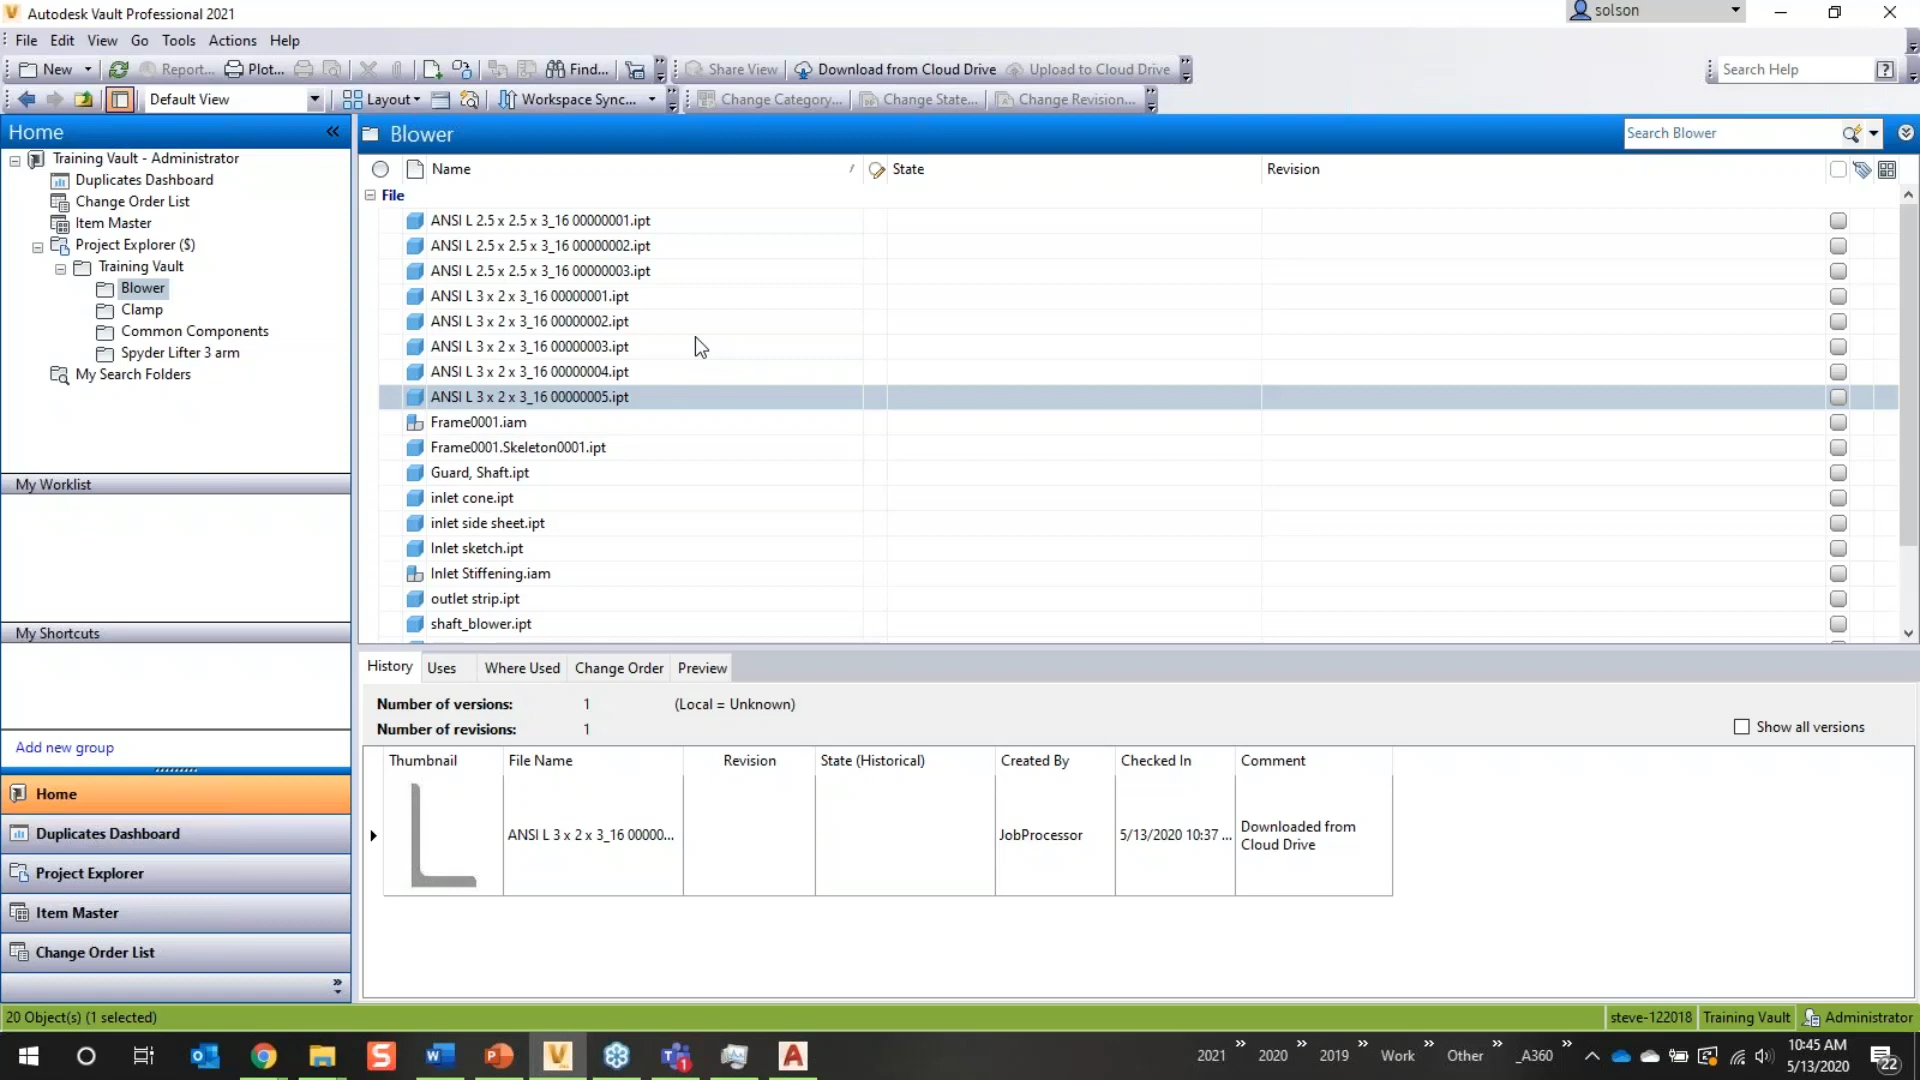 Autodesk Vault Professional 2021
solson
File Edit View Go Tools Actions Help
New Report... Plot... Find... Share View Download from Cloud Drive Upload to Cloud Drive Search Help
Default View Layout Workspace Sync... Change Category... Change State... Change Revision...
Home
Training Vault - Administrator
Duplicates Dashboard
Change Order List
Item Master
Project Explorer ($)
Training Vault
Blower
Clamp
Common Components
Spyder Lifter 3 arm
My Search Folders
My Worklist
My Shortcuts
Add new group
Home
Duplicates Dashboard
Project Explorer
Item Master
Change Order List
Blower
Search Blower
Name State Revision
File
ANSI L 2.5 x 2.5 x 3_16 00000001.ipt
ANSI L 2.5 x 2.5 x 3_16 00000002.ipt
ANSI L 2.5 x 2.5 x 3_16 00000003.ipt
ANSI L 3 x 2 x 3_16 00000001.ipt
ANSI L 3 x 2 x 3_16 00000002.ipt
ANSI L 3 x 2 x 3_16 00000003.ipt
ANSI L 3 x 2 x 3_16 00000004.ipt
ANSI L 3 x 2 x 3_16 00000005.ipt
Frame0001.iam
Frame0001.Skeleton0001.ipt
Guard, Shaft.ipt
inlet cone.ipt
inlet side sheet.ipt
Inlet sketch.ipt
Inlet Stiffening.iam
outlet strip.ipt
shaft_blower.ipt
History Uses Where Used Change Order Preview
Number of versions: 1 (Local = Unknown)
Number of revisions: 1
Show all versions
Thumbnail File Name Revision State (Historical) Created By Checked In Comment
ANSI L 3 x 2 x 3_16 00000... JobProcessor 5/13/2020 10:37 ... Downloaded from
Cloud Drive
20 Object(s) (1 selected)
steve-122018 Training Vault Administrator
2021 2020 2019 Work Other _A360
10:45 AM
5/13/2020
22